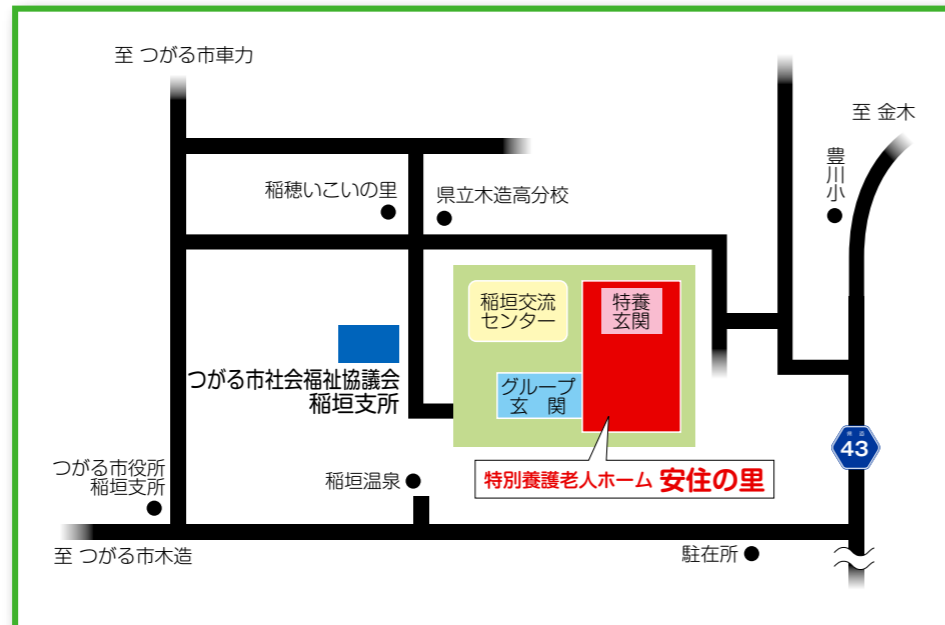 至 つがる市車力
至 金木
豊川小
稲穂いこいの里
県立木造高分校
稲垣交流
センター
特養
玄関
つがる市社会福祉協議会
稲垣支所
グループ
玄　関
県道
43
つがる市役所
稲垣支所
稲垣温泉
特別養護老人ホーム 安住の里
至 つがる市木造
駐在所